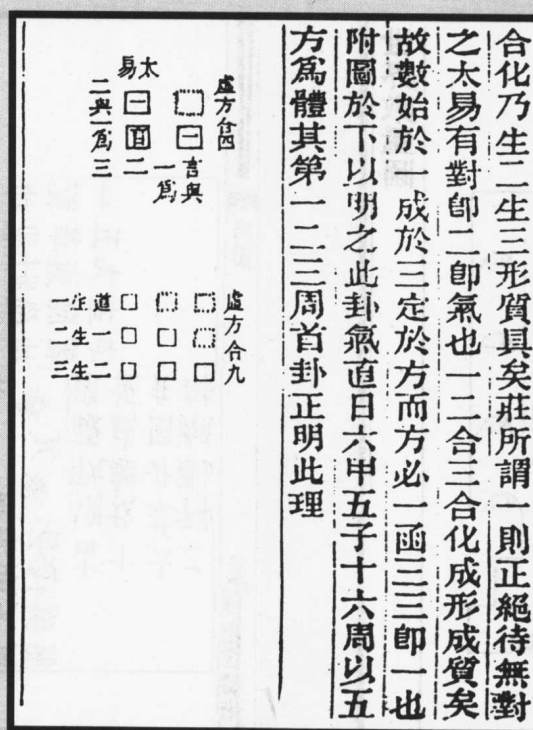 合化乃生二生三形質具矣莊所謂一則正絕待無對
之太易有對卽二卽氣也一二合三合化成形成質矣
故數始於一成於三定於方而方必一函三三卽一也
附圖於下以明之此卦氣直日六甲五子十六周以五
方爲體其第一二三周首卦正明此理
虛方合四
一
言與
一爲
太易
一
二
二與一爲三
虛方合九
道一二
生生生
一二三